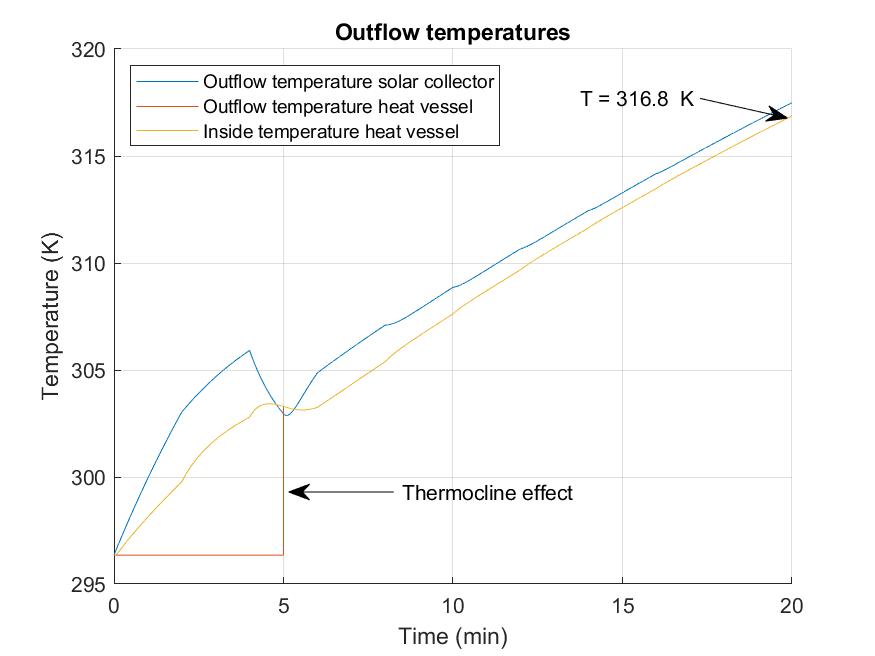 Outflow temperatures
320
Outflow temperature solar collector
Outflow temperature heat vessel
Inside temperature heat vessel
T = 316.8  K
315
310
305
300
Thermocline effect
295
Temperature (K)
0 5 10 15 20
Time (min)